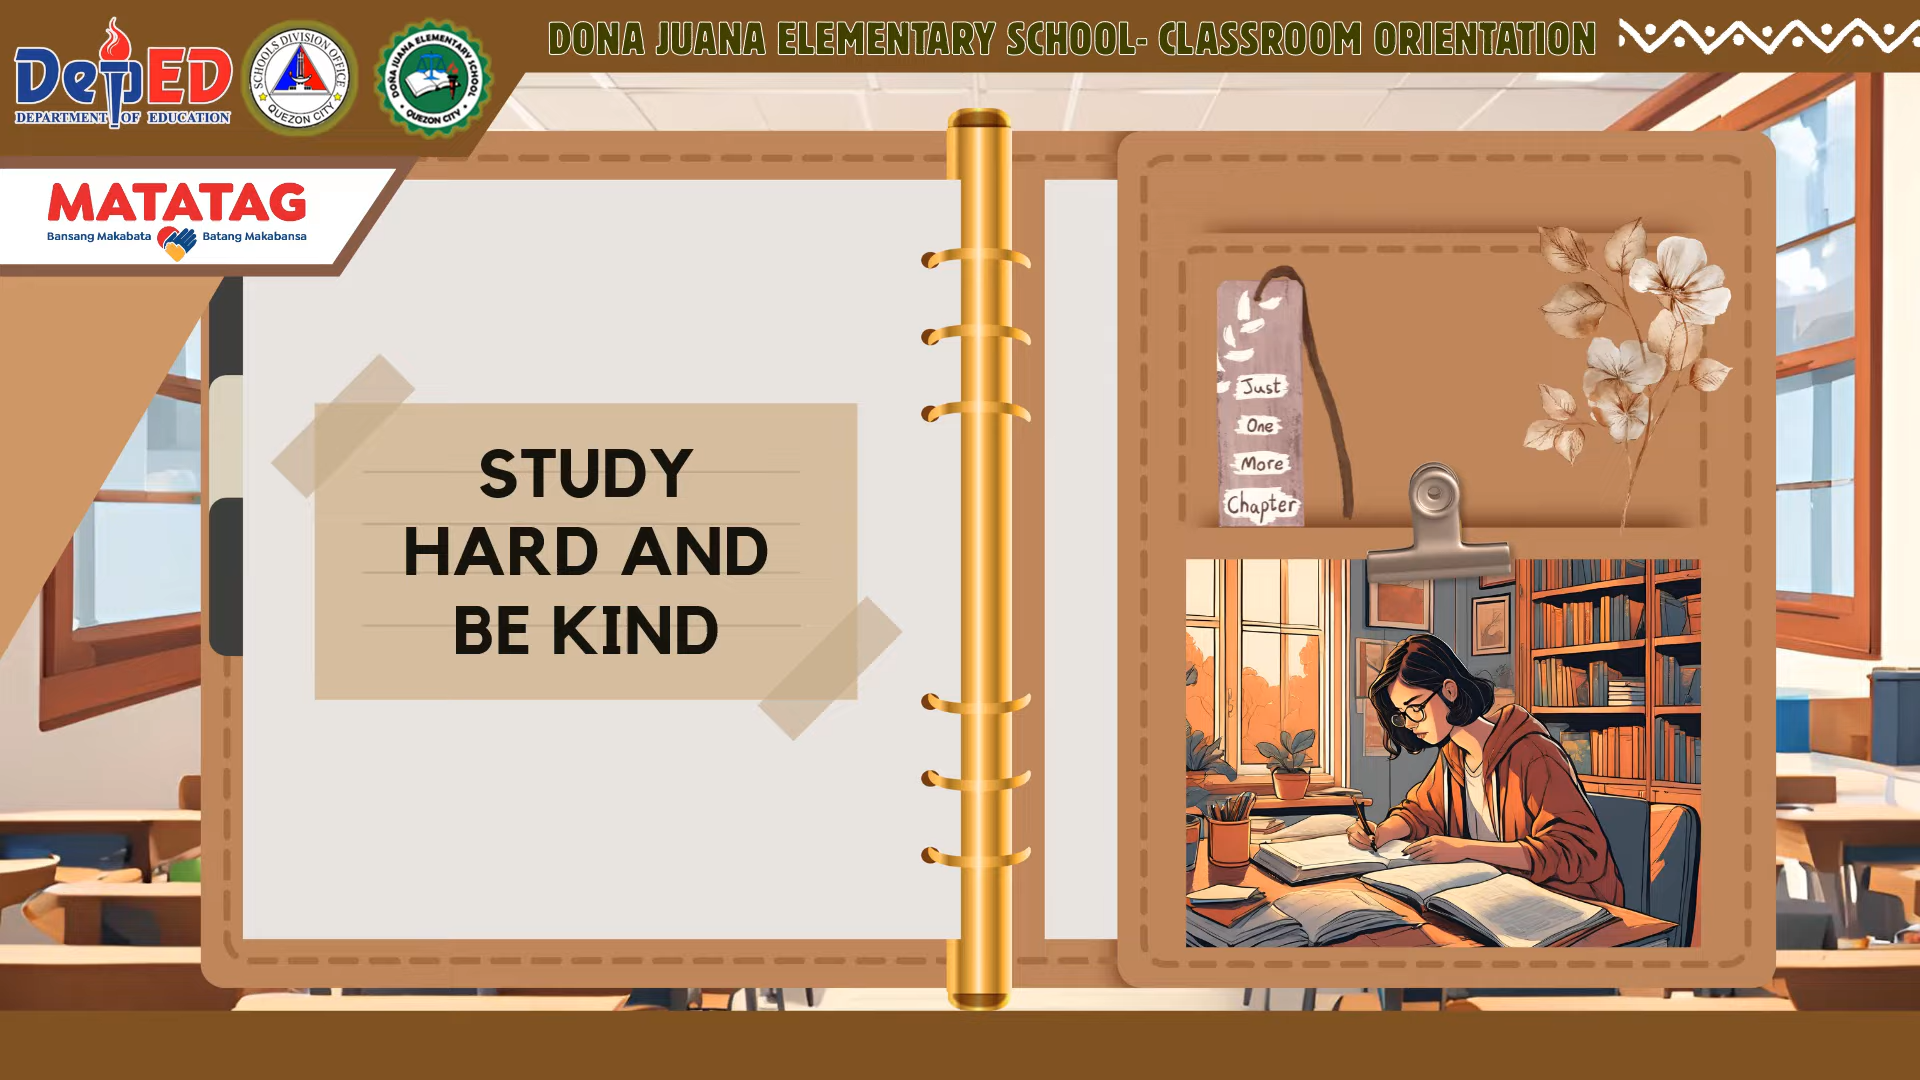 DONA JUANA ELEMENTARY SCHOOL- CLASSROOM ORIENTATION
DepED
DEPARTMENT OF EDUCATION
SCHOOLS DIVISION OFFICE
QUEZON CITY
DOÑA JUANA ELEMENTARY SCHOOL
QUEZON CITY
MATATAG
Bansang Makabata Batang Makabansa
STUDY
HARD AND
BE KIND
Just
One
More
Chapter